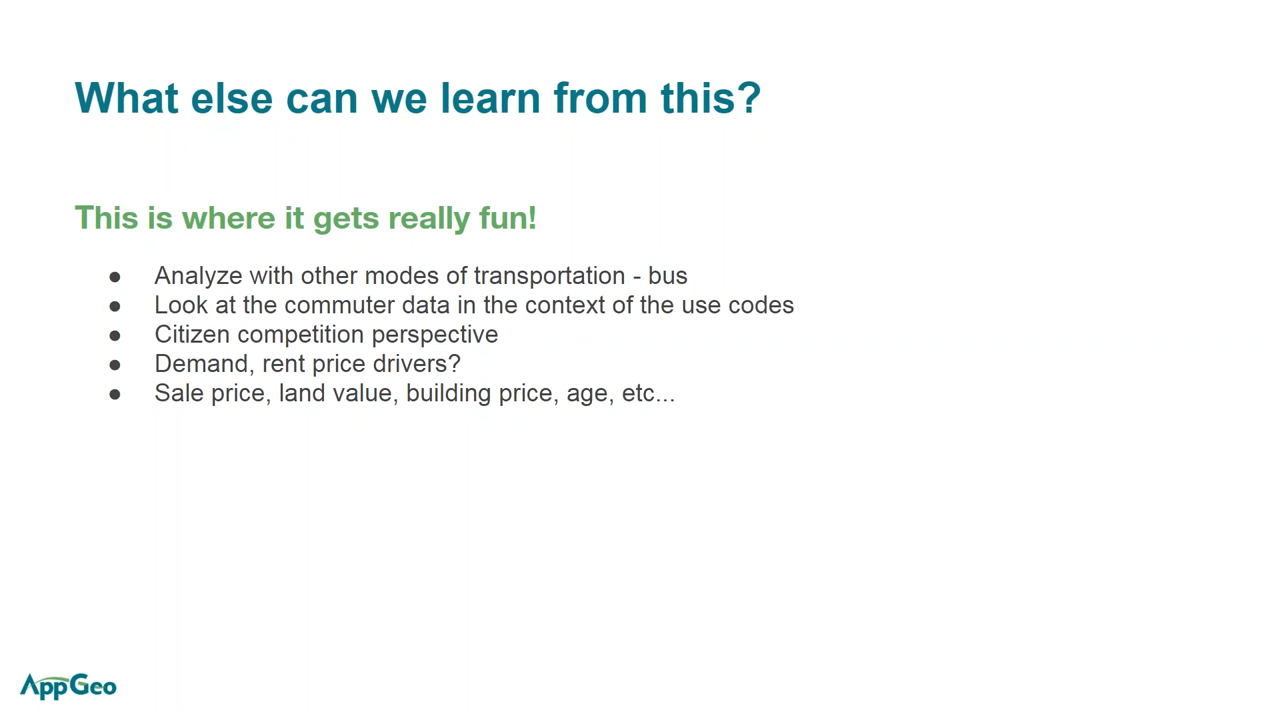 What else can we learn from this?
This is where it gets really fun!
● Analyze with other modes of transportation - bus
● Look at the commuter data in the context of the use codes
● Citizen competition perspective
● Demand, rent price drivers?
● Sale price, land value, building price, age, etc...
AppGeo